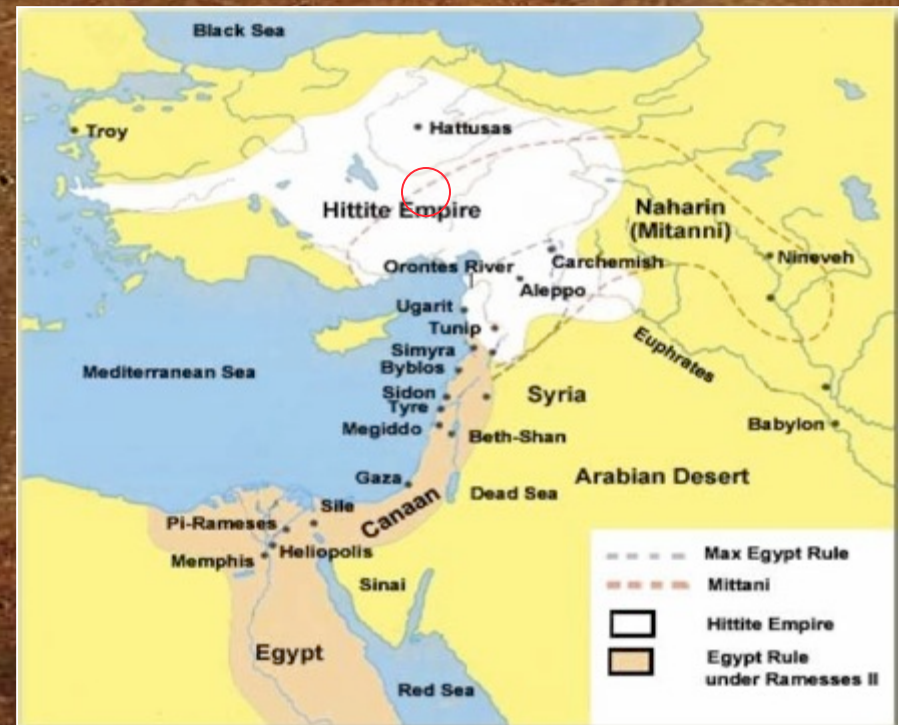 Black Sea
Troy
Hattusas
Hittite Empire
Naharin
(Mitanni)
Nineveh
Orontes River
Carchemish
Aleppo
Ugarit
Tunip
Simyra
Byblos
Euphrates
Mediterranean Sea
Sidon
Syria
Tyre
Megiddo
Beth-Shan
Babylon
Gaza
Dead Sea
Arabian Desert
Canaan
Sile
Pi-Rameses
Heliopolis
Memphis
Sinai
Egypt
Red Sea
Max Egypt Rule
Mittani
Hittite Empire
Egypt Rule
under Ramesses II